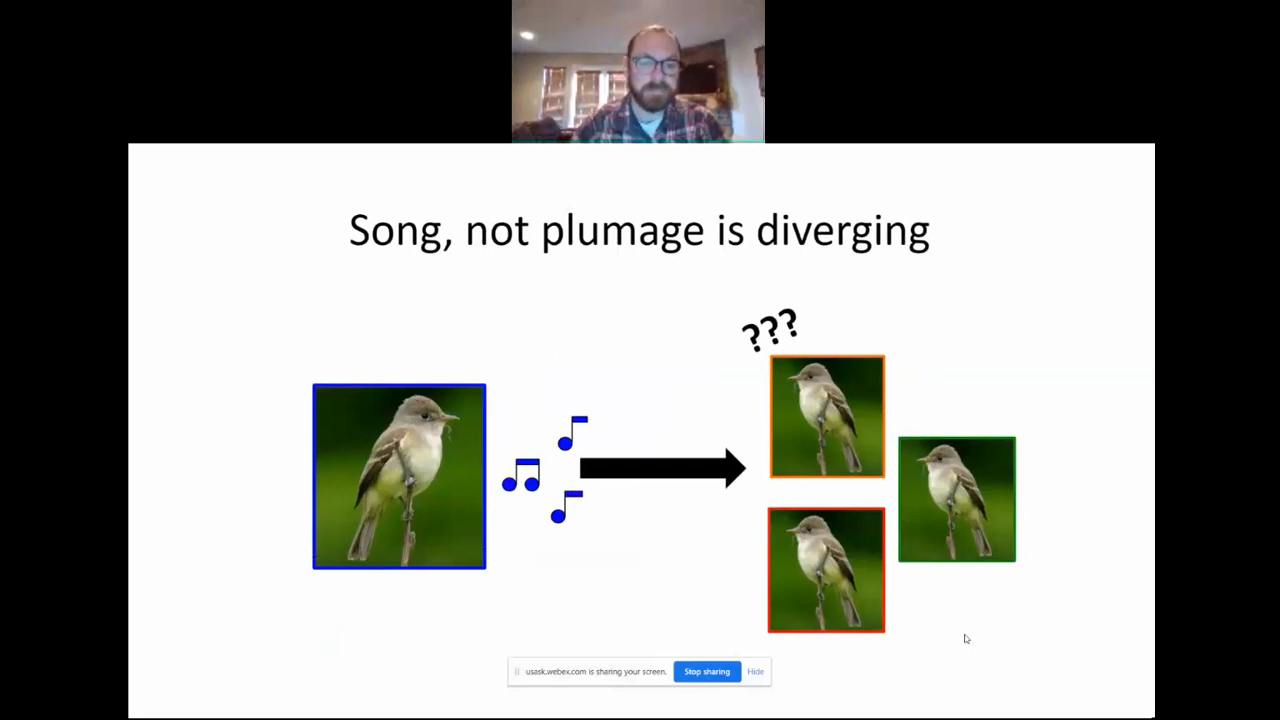 Song, not plumage is diverging
???
usask.webex.com is sharing your screen. Stop sharing Hide